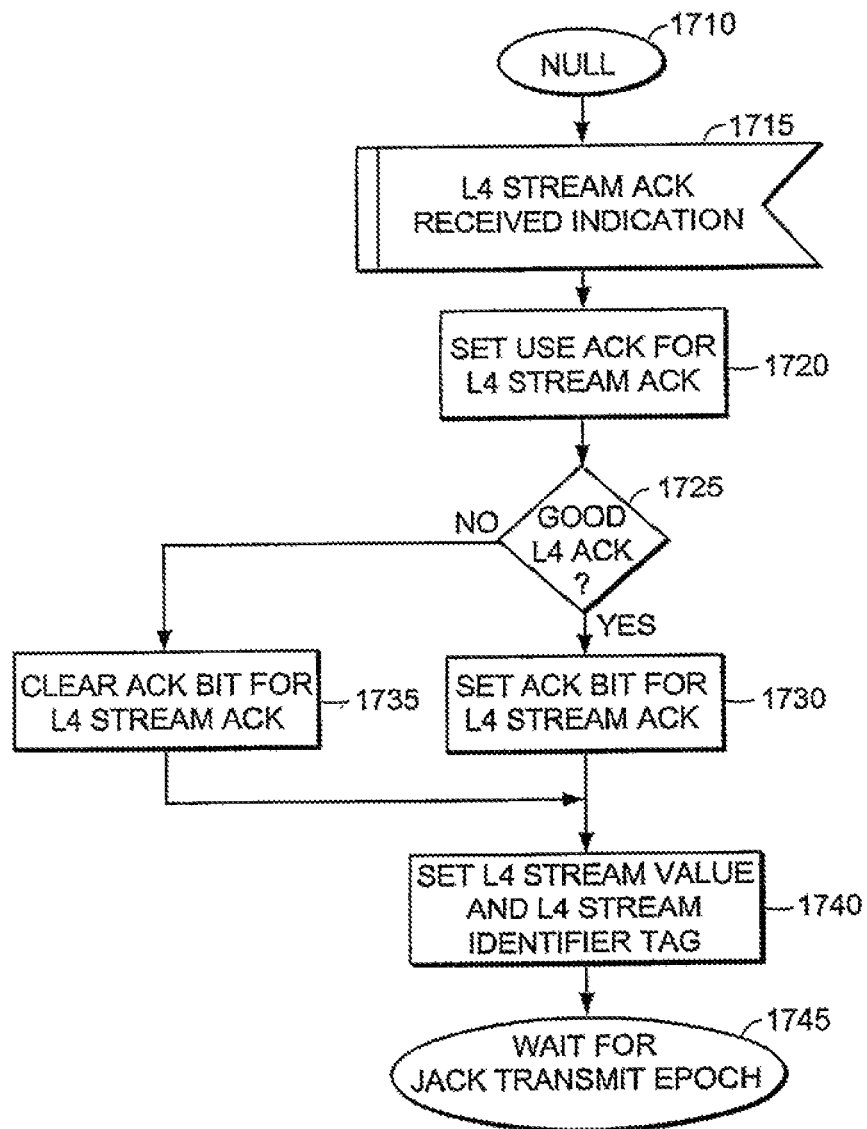 1710
NULL
1715
L4 STREAM ACK
RECEIVED INDICATION
SET USE ACK FOR
L4 STREAM ACK
1720
1725
GOOD
L4 ACK
?
NO
YES
CLEAR ACK BIT FOR
L4 STREAM ACK
1735
SET ACK BIT FOR
L4 STREAM ACK
1730
SET L4 STREAM VALUE
AND L4 STREAM
IDENTIFIER TAG
1740
1745
WAIT FOR
JACK TRANSMIT EPOCH